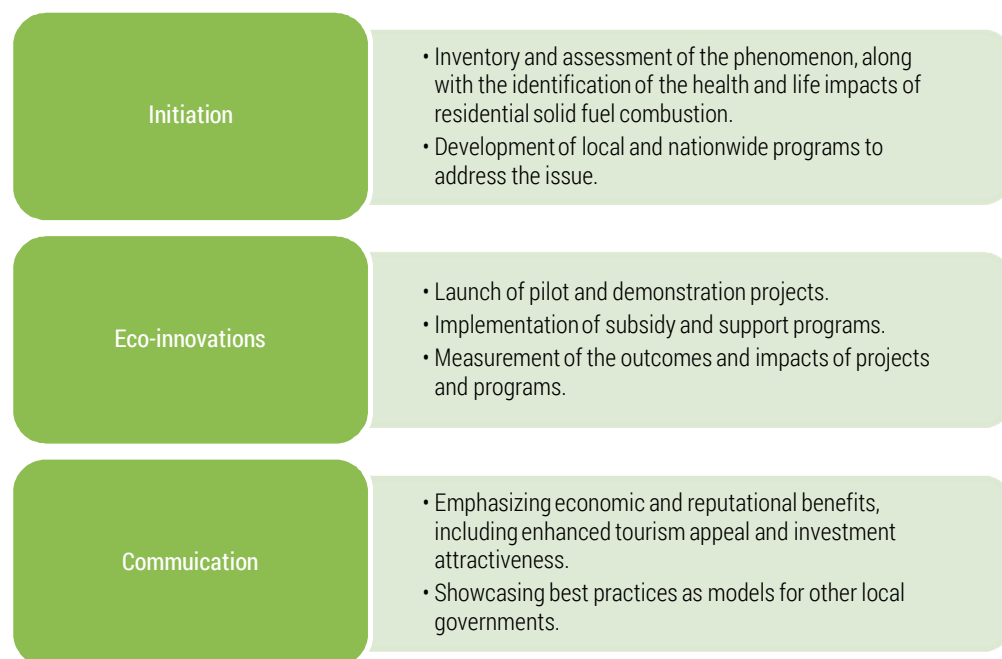 Initiation
• Inventory and assessment of the phenomenon, along
with the identification of the health and life impacts of
residential solid fuel combustion.
• Development of local and nationwide programs to
address the issue.
Eco-innovations
• Launch of pilot and demonstration projects.
• Implementation of subsidy and support programs.
• Measurement of the outcomes and impacts of projects
and programs.
Commuication
• Emphasizing economic and reputational benefits,
including enhanced tourism appeal and investment
attractiveness.
• Showcasing best practices as models for other local
governments.